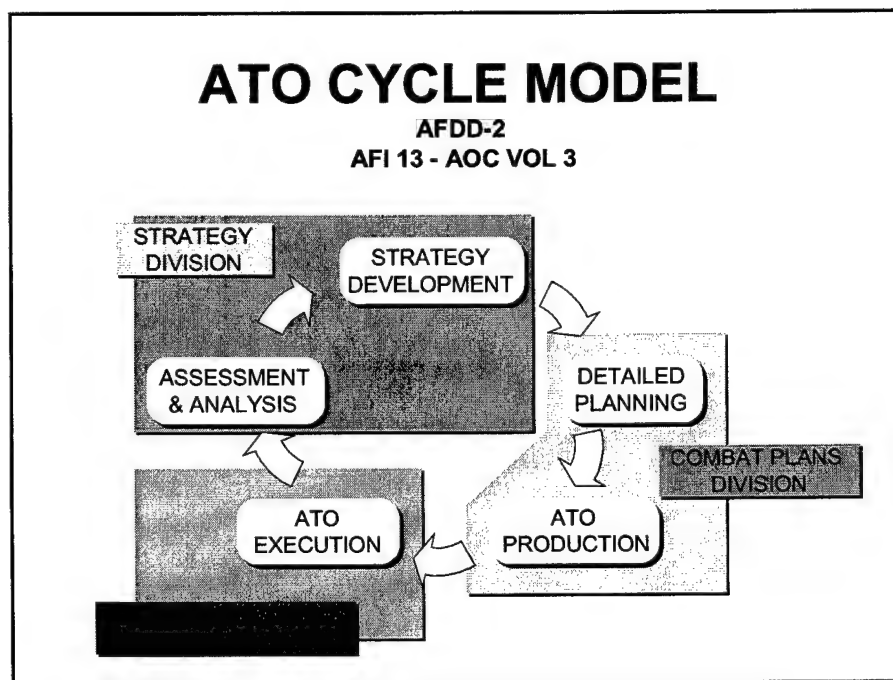 ATO CYCLE MODEL
AFDD-2
AFI 13 - AOC VOL 3
STRATEGY
DIVISION
STRATEGY
DEVELOPMENT
ASSESSMENT
& ANALYSIS
DETAILED
PLANNING
COMBAT PLANS
DIVISION
ATO
EXECUTION
ATO
PRODUCTION